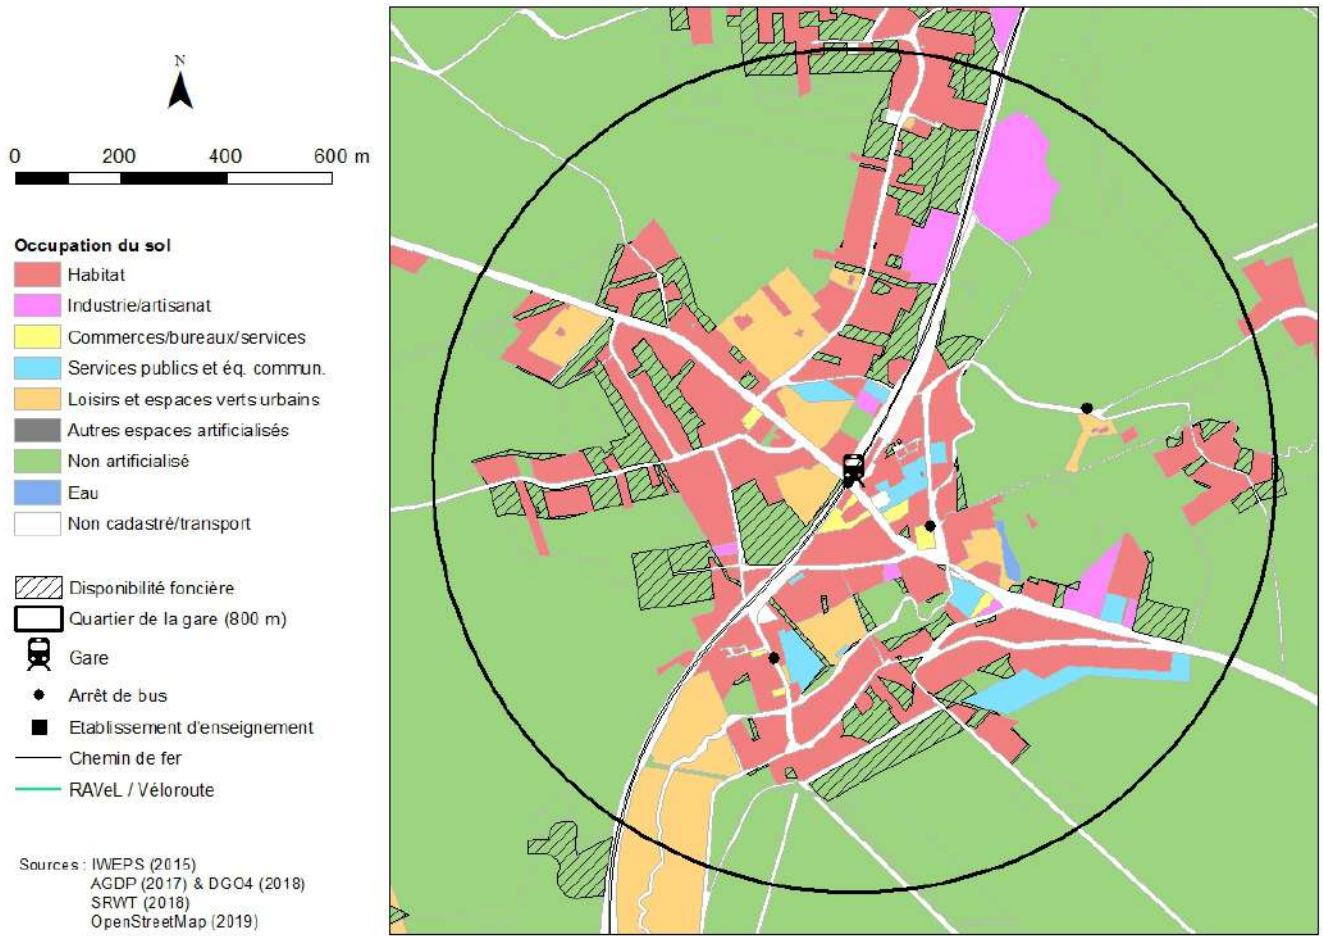 N
0 200 400 600 m
Occupation du sol
Habitat
Industrie/artisanat
Commerces/bureaux/services
Services publics et éq. commun.
Loisirs et espaces verts urbains
Autres espaces artificialisés
Non artificialisé
Eau
Non cadastré/transport
Disponibilité foncière
Quartier de la gare (800 m)
Gare
Arrêt de bus
Etablissement d'enseignement
Chemin de fer
RAVeL / Véloroute
Sources : IWEPS (2015)
AGDP (2017) & DGO4 (2018)
SRWT (2018)
OpenStreetMap (2019)